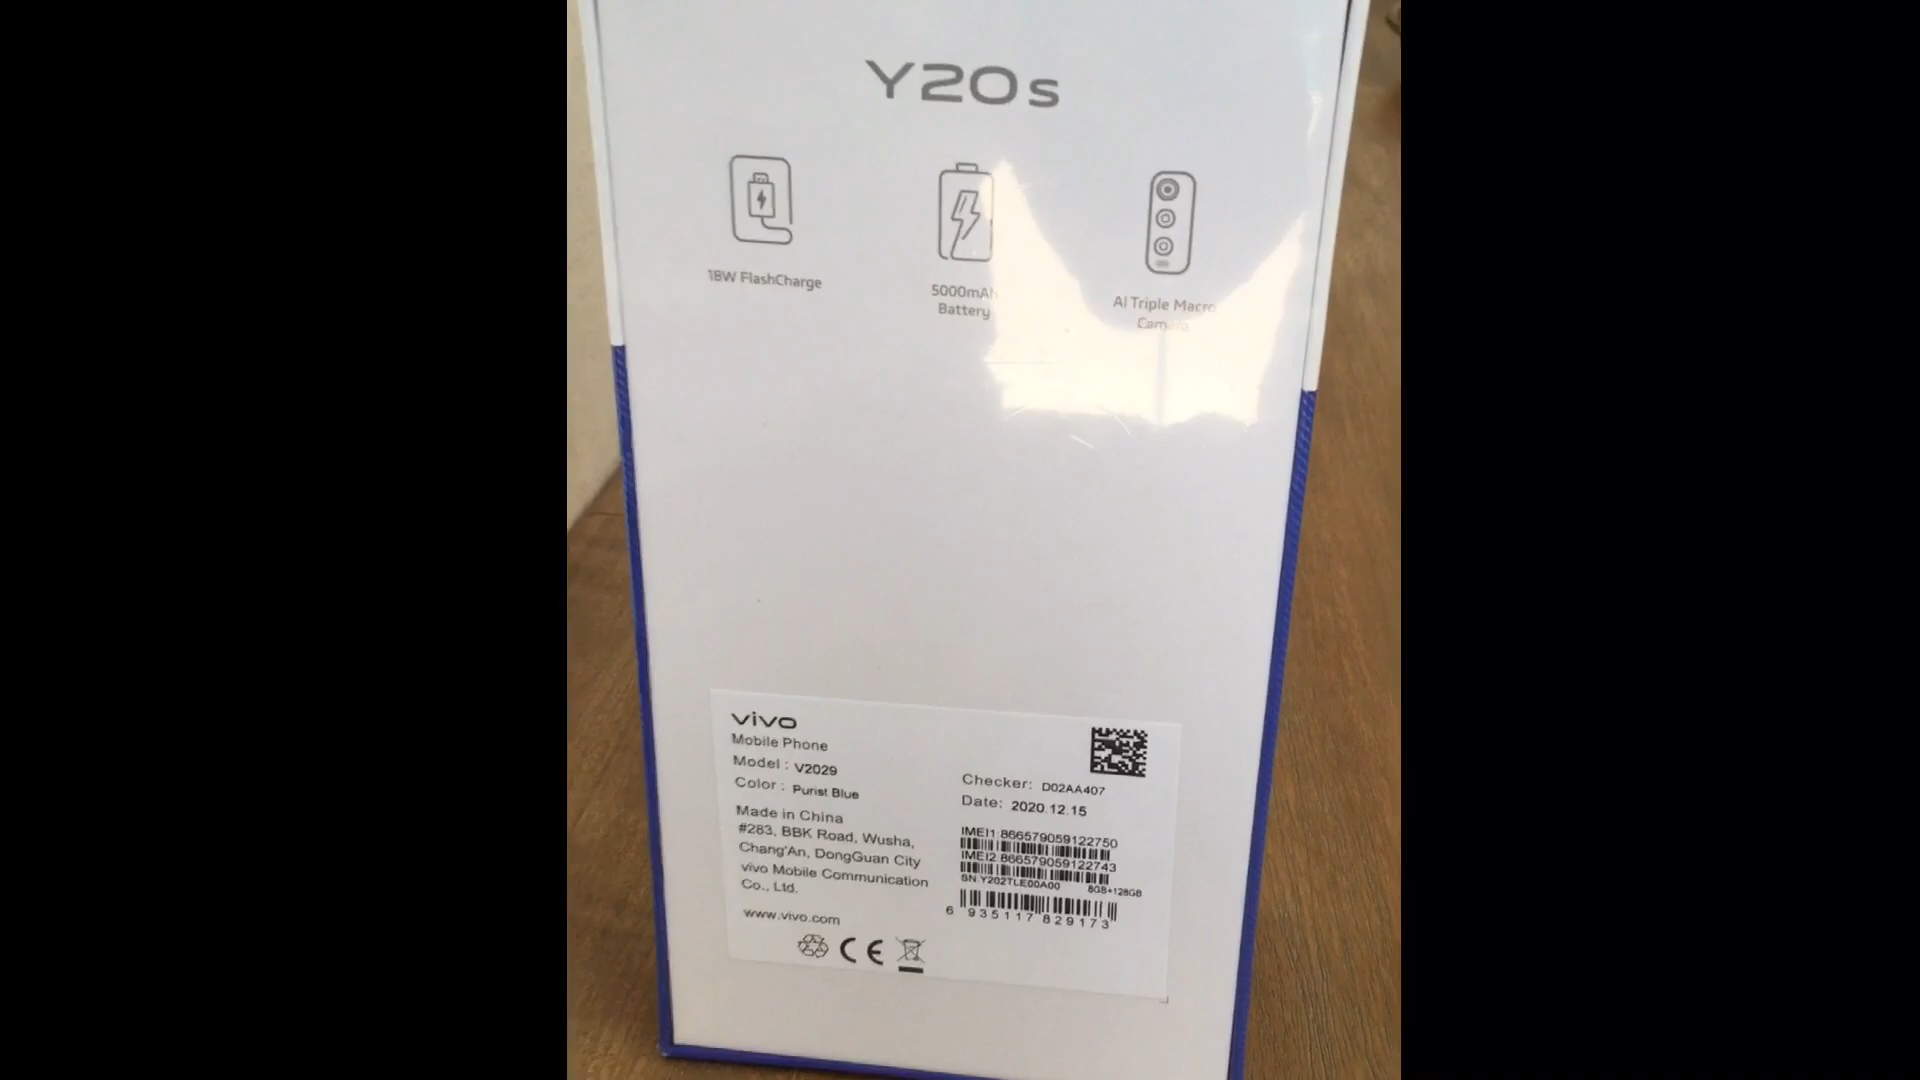 Y20s
18W FlashCharge
5000mAh
Battery
AI Triple Macro
Camera
vivo
Mobile Phone
Model : V2029
Color : Purist Blue
Made in China
#283, BBK Road, Wusha,
Chang'An, DongGuan City
vivo Mobile Communication
Co., Ltd.
www.vivo.com
CE
Checker: D02AA407
Date: 2020.12.15
IMEI1:866579059122750
IMEI2:866579059122743
SN:Y202TLE00A00 8GB+128GB
6 935117 829173